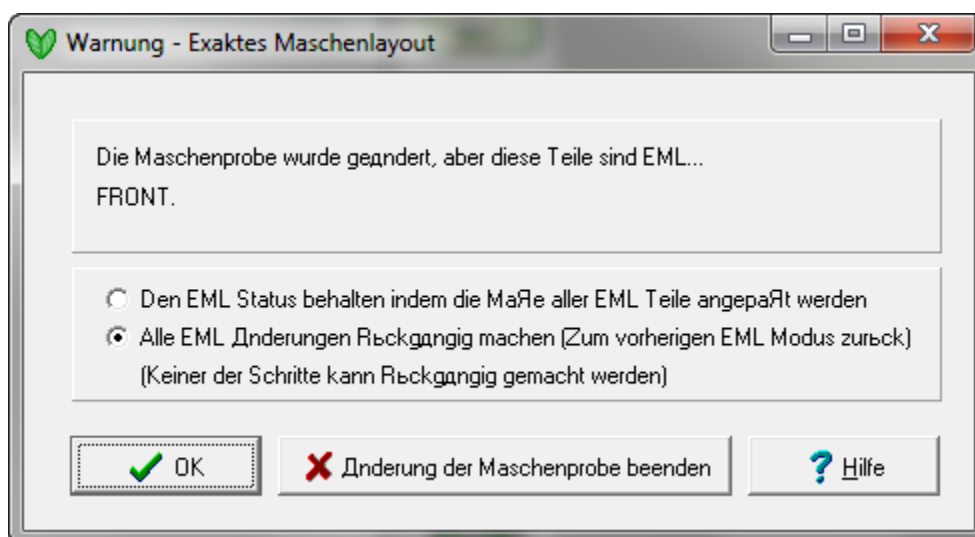 Warnung - Exaktes Maschenlayout
Die Maschenprobe wurde geдndert, aber diese Teile sind EML...
FRONT.
Den EML Status behalten indem die MaЯe aller EML Teile angepaЯt werden
Alle EML Дnderungen Rьckgдngig machen (Zum vorherigen EML Modus zurьck)
(Keiner der Schritte kann Rьckgдngig gemacht werden)
OK
Дnderung der Maschenprobe beenden
Hilfe